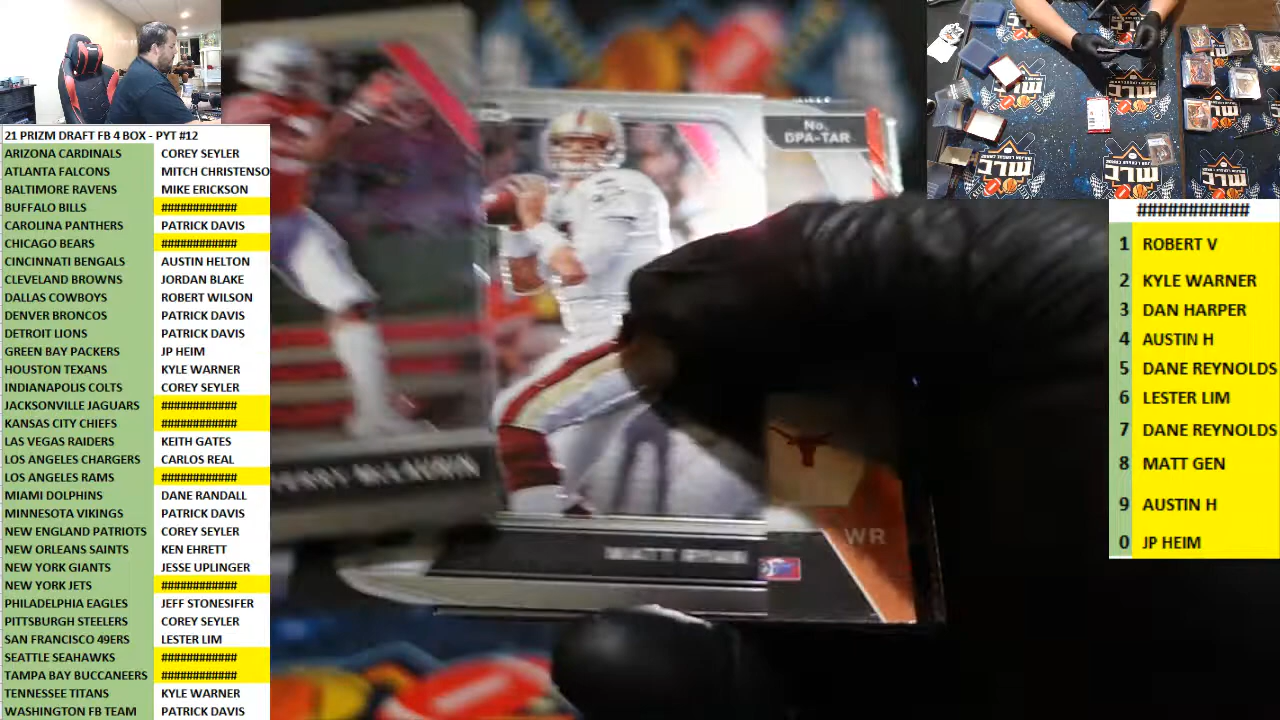 21 PRIZM DRAFT FB 4 BOX - PYT #12
ARIZONA CARDINALS COREY SEYLER
ATLANTA FALCONS MITCH CHRISTENSO
BALTIMORE RAVENS MIKE ERICKSON
BUFFALO BILLS ############
CAROLINA PANTHERS PATRICK DAVIS
CHICAGO BEARS ############
CINCINNATI BENGALS AUSTIN HELTON
CLEVELAND BROWNS JORDAN BLAKE
DALLAS COWBOYS ROBERT WILSON
DENVER BRONCOS PATRICK DAVIS
DETROIT LIONS PATRICK DAVIS
GREEN BAY PACKERS JP HEIM
HOUSTON TEXANS KYLE WARNER
INDIANAPOLIS COLTS COREY SEYLER
JACKSONVILLE JAGUARS ############
KANSAS CITY CHIEFS ############
LAS VEGAS RAIDERS KEITH GATES
LOS ANGELES CHARGERS CARLOS REAL
LOS ANGELES RAMS ############
MIAMI DOLPHINS DANE RANDALL
MINNESOTA VIKINGS PATRICK DAVIS
NEW ENGLAND PATRIOTS COREY SEYLER
NEW ORLEANS SAINTS KEN EHRETT
NEW YORK GIANTS JESSE UPLINGER
NEW YORK JETS ############
PHILADELPHIA EAGLES JEFF STONESIFER
PITTSBURGH STEELERS COREY SEYLER
SAN FRANCISCO 49ERS LESTER LIM
SEATTLE SEAHAWKS ############
TAMPA BAY BUCCANEERS ############
TENNESSEE TITANS KYLE WARNER
WASHINGTON FB TEAM PATRICK DAVIS
No.
DPA-TAR
MCLAURIN
MATT RYAN
WR
MLC
MLC
MLC
MLC
MLC
############
1 ROBERT V
2 KYLE WARNER
3 DAN HARPER
4 AUSTIN H
5 DANE REYNOLDS
6 LESTER LIM
7 DANE REYNOLDS
8 MATT GEN
9 AUSTIN H
0 JP HEIM